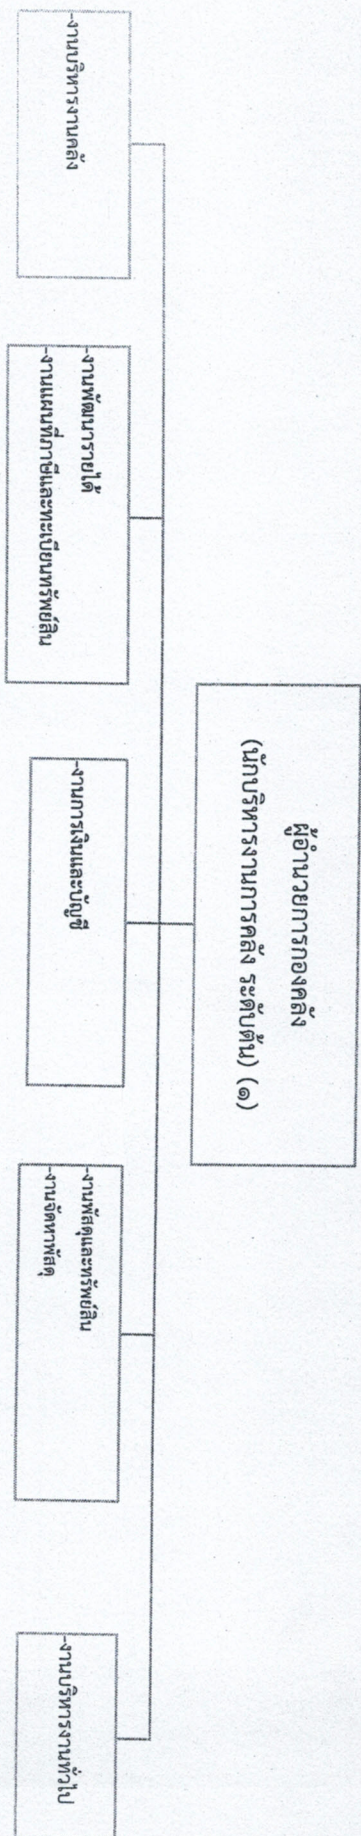 ผู้อำนวยการกองคลัง
(นักบริหารงานการคลัง ระดับต้น) (๑)
-งานบริหารงานคลัง
-งานพัฒนารายได้
-งานแผนที่ภาษีและทะเบียนทรัพย์สิน
-งานการเงินและบัญชี
-งานพัสดุและทรัพย์สิน
-งานจัดหาพัสดุ
-งานบริหารงานทั่วไป